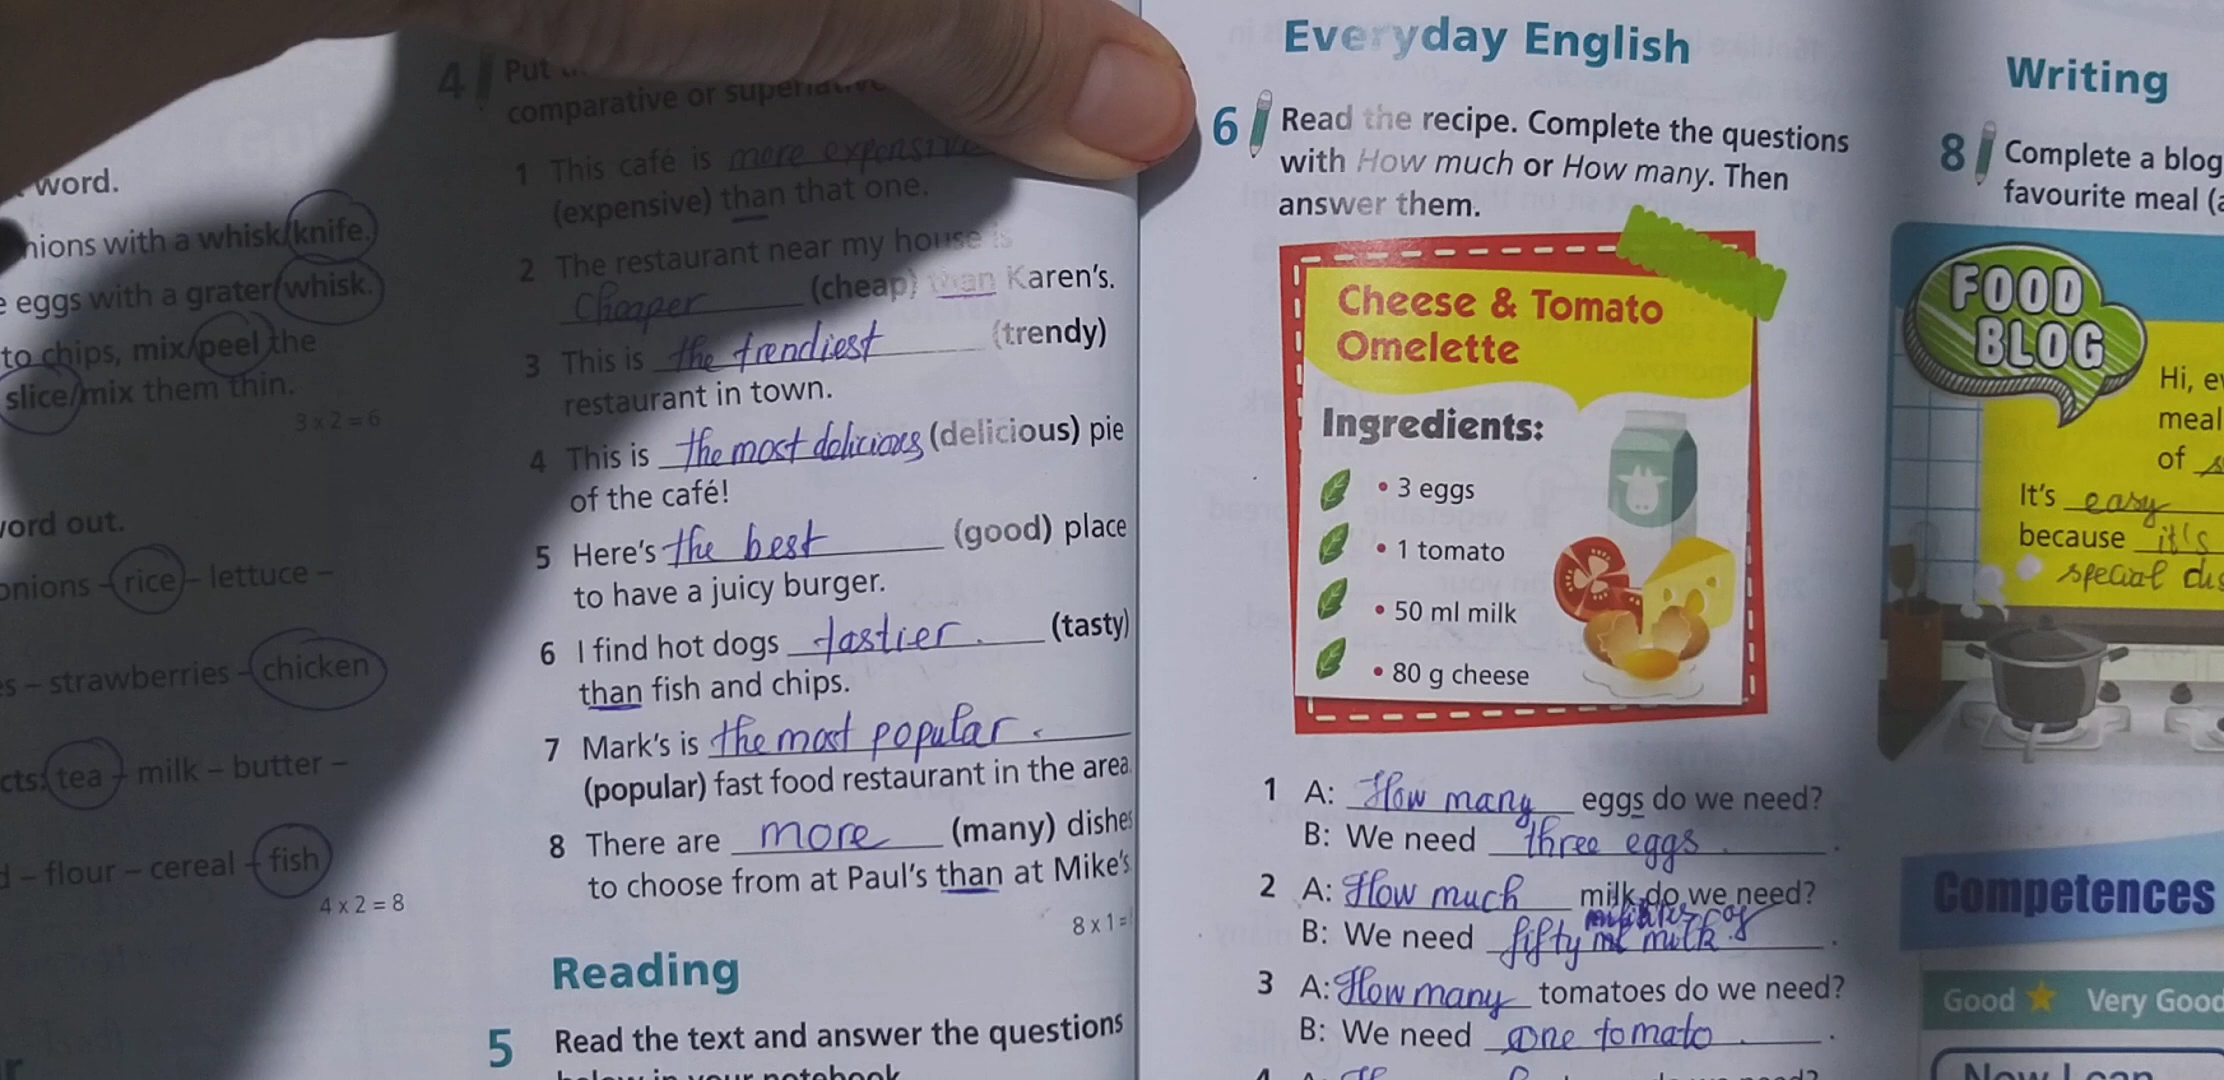 word.
nions with a whisk/knife.
eggs with a grater/whisk.
to chips, mix/peel the
slice/mix them thin.
3 x 2 = 6
word out.
onions – rice – lettuce –
s – strawberries – chicken
cts: tea – milk – butter –
– flour – cereal – fish
4 x 2 = 8
4 Put
comparative or superlative
1 This café is more expensive
(expensive) than that one.
2 The restaurant near my house is
Cheaper (cheap) than Karen's.
3 This is the trendiest (trendy)
restaurant in town.
4 This is the most delicious (delicious) pie
of the café!
5 Here's the best (good) place
to have a juicy burger.
6 I find hot dogs tastier. (tasty)
than fish and chips.
7 Mark's is the most popular.
(popular) fast food restaurant in the area.
8 There are more (many) dishes
to choose from at Paul's than at Mike's
8 x 1 =
Reading
5 Read the text and answer the questions
below in your notebook
Everyday English
6 Read the recipe. Complete the questions
with How much or How many. Then
answer them.
Cheese & Tomato
Omelette
Ingredients:
• 3 eggs
• 1 tomato
• 50 ml milk
• 80 g cheese
1 A: How many eggs do we need?
B: We need three eggs.
2 A: How much milk do we need?
B: We need fifty ml of milk.
3 A: How many tomatoes do we need?
B: We need one tomato.
4 A:
Writing
8 Complete a blog
favourite meal
FOOD
BLOG
Hi,
meal
of
It's easy
because it's
special
Competences
Good Very Good
Now I can